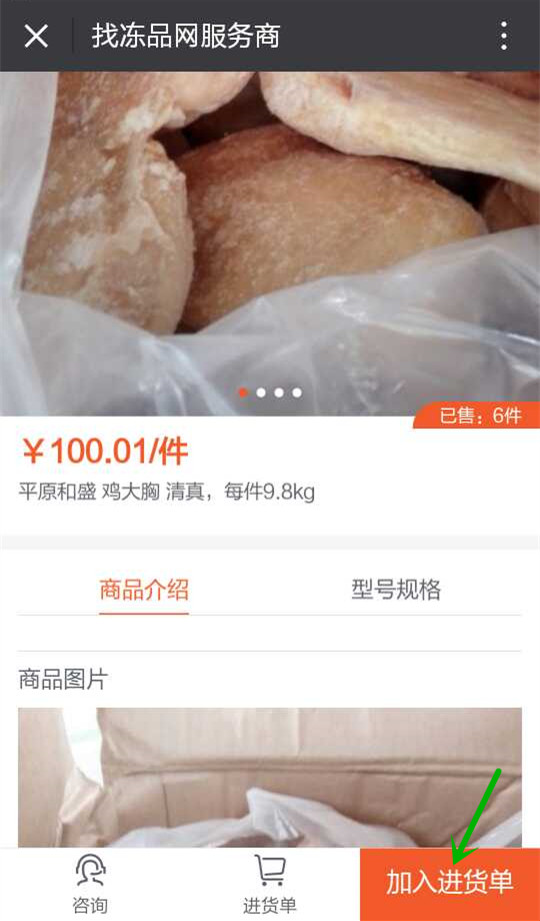 找冻品网服务商
已售：6件
￥100.01/件
平原和盛 鸡大胸 清真，每件9.8kg
商品介绍
型号规格
商品图片
咨询
进货单
加入进货单